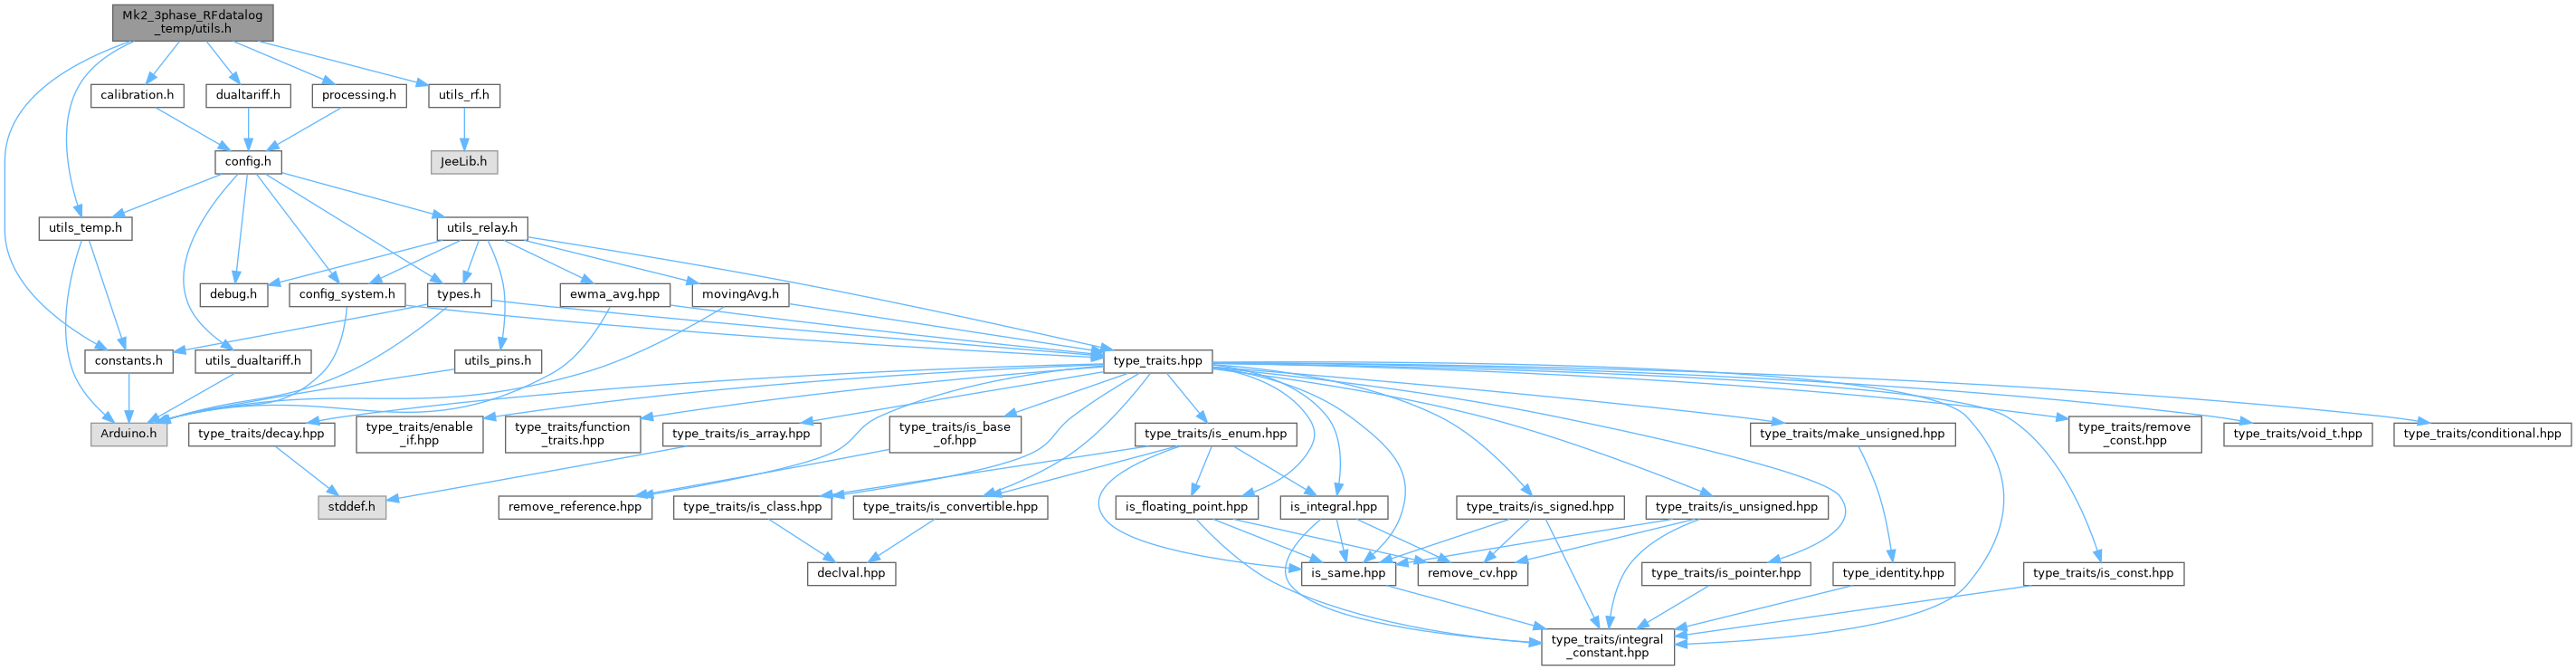 Mk2_3phase_RFdatalog
_temp/utils.h
calibration.h
dualtariff.h
processing.h
utils_rf.h
config.h
JeeLib.h
utils_temp.h
utils_relay.h
debug.h
config_system.h
types.h
ewma_avg.hpp
movingAvg.h
constants.h
utils_dualtariff.h
utils_pins.h
type_traits.hpp
Arduino.h
type_traits/decay.hpp
type_traits/enable
_if.hpp
type_traits/function
_traits.hpp
type_traits/is_array.hpp
type_traits/is_base
_of.hpp
type_traits/is_enum.hpp
type_traits/make_unsigned.hpp
type_traits/remove
_const.hpp
type_traits/void_t.hpp
type_traits/conditional.hpp
stddef.h
remove_reference.hpp
type_traits/is_class.hpp
type_traits/is_convertible.hpp
is_floating_point.hpp
is_integral.hpp
type_traits/is_signed.hpp
type_traits/is_unsigned.hpp
declval.hpp
is_same.hpp
remove_cv.hpp
type_traits/is_pointer.hpp
type_identity.hpp
type_traits/is_const.hpp
type_traits/integral
_constant.hpp